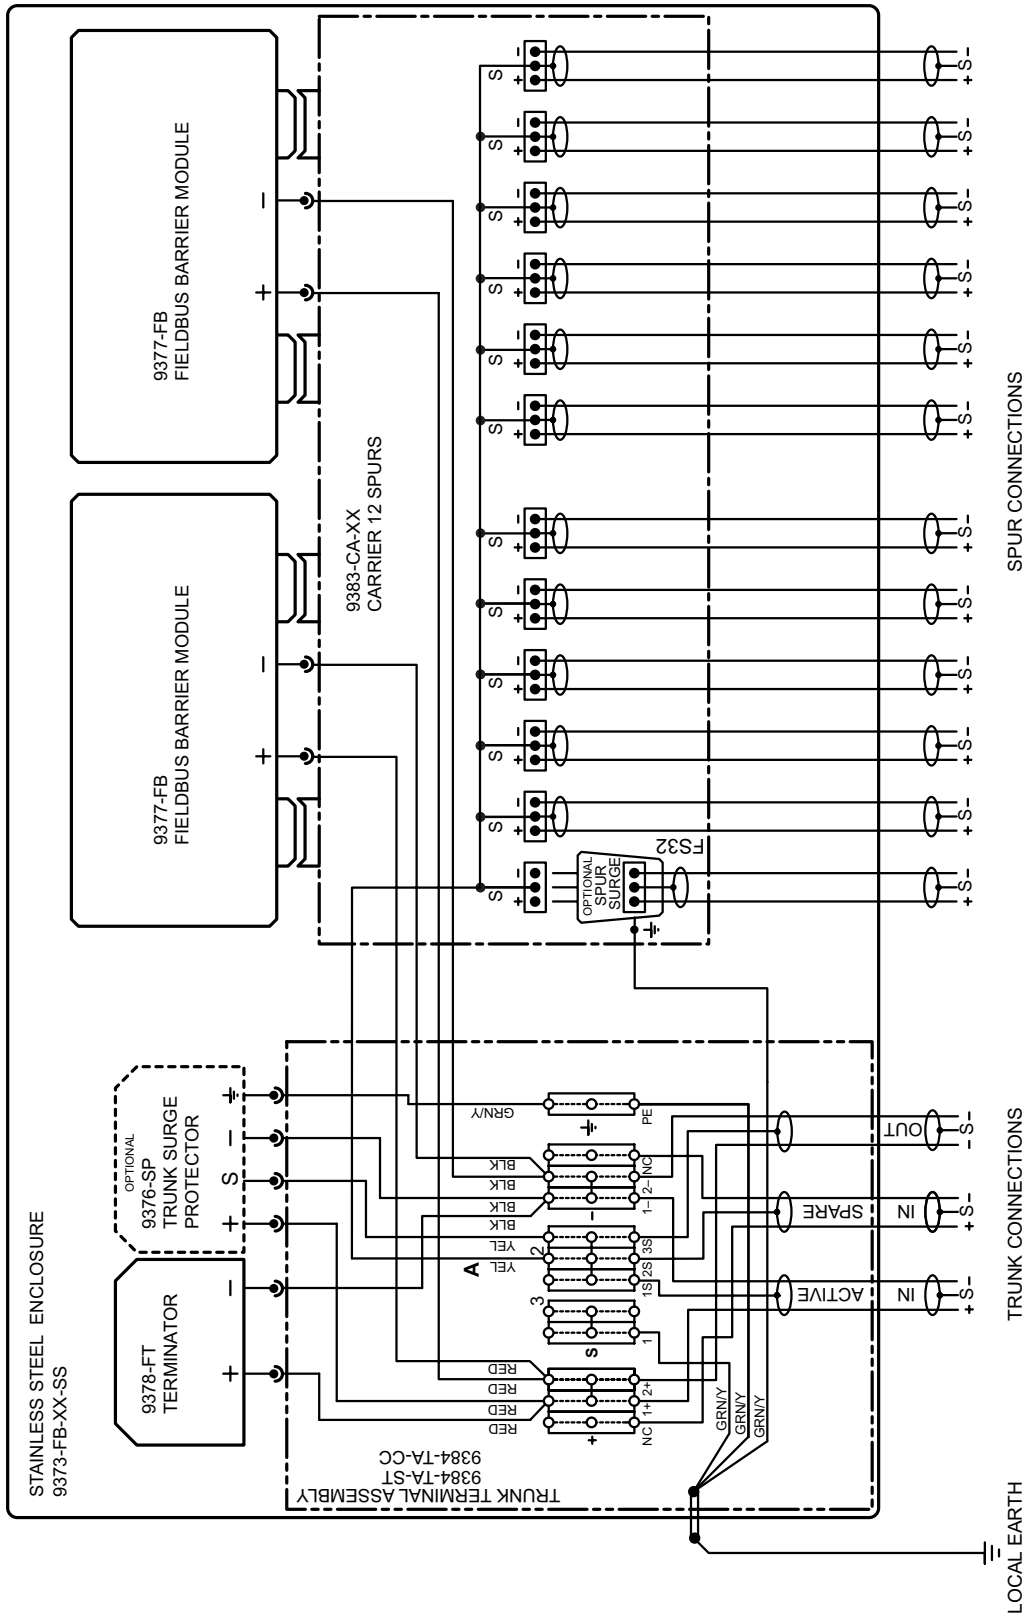 STAINLESS STEEL ENCLOSURE
9373-FB-XX-SS
9378-FT
TERMINATOR
+
–
OPTIONAL
9376-SP
TRUNK SURGE
PROTECTOR
+
S
–
9377-FB
FIELDBUS BARRIER MODULE
+
–
9377-FB
FIELDBUS BARRIER MODULE
+
–
9383-CA-XX
CARRIER 12 SPURS
TRUNK TERMINAL ASSEMBLY
9384-TA-ST
9384-TA-CC
RED
RED
RED
RED
A
YEL
YEL
BLK
BLK
BLK
BLK
GRN/Y
+
S
3
2
–
NC
1+
2+
1
1S
2S
3S
1–
2–
NC
PE
GRN/Y
GRN/Y
GRN/Y
+ S –
+ S –
+ S –
+ S –
+ S –
+ S –
+ S –
+ S –
+ S –
+ S –
+ S –
+ S –
OPTIONAL
SPUR
SURGE
FS32
ACTIVE
IN
SPARE
IN
OUT
+ S –
+ S –
– S –
+ S –
+ S –
+ S –
+ S –
+ S –
+ S –
+ S –
+ S –
+ S –
+ S –
+ S –
+ S –
LOCAL EARTH
TRUNK CONNECTIONS
SPUR CONNECTIONS